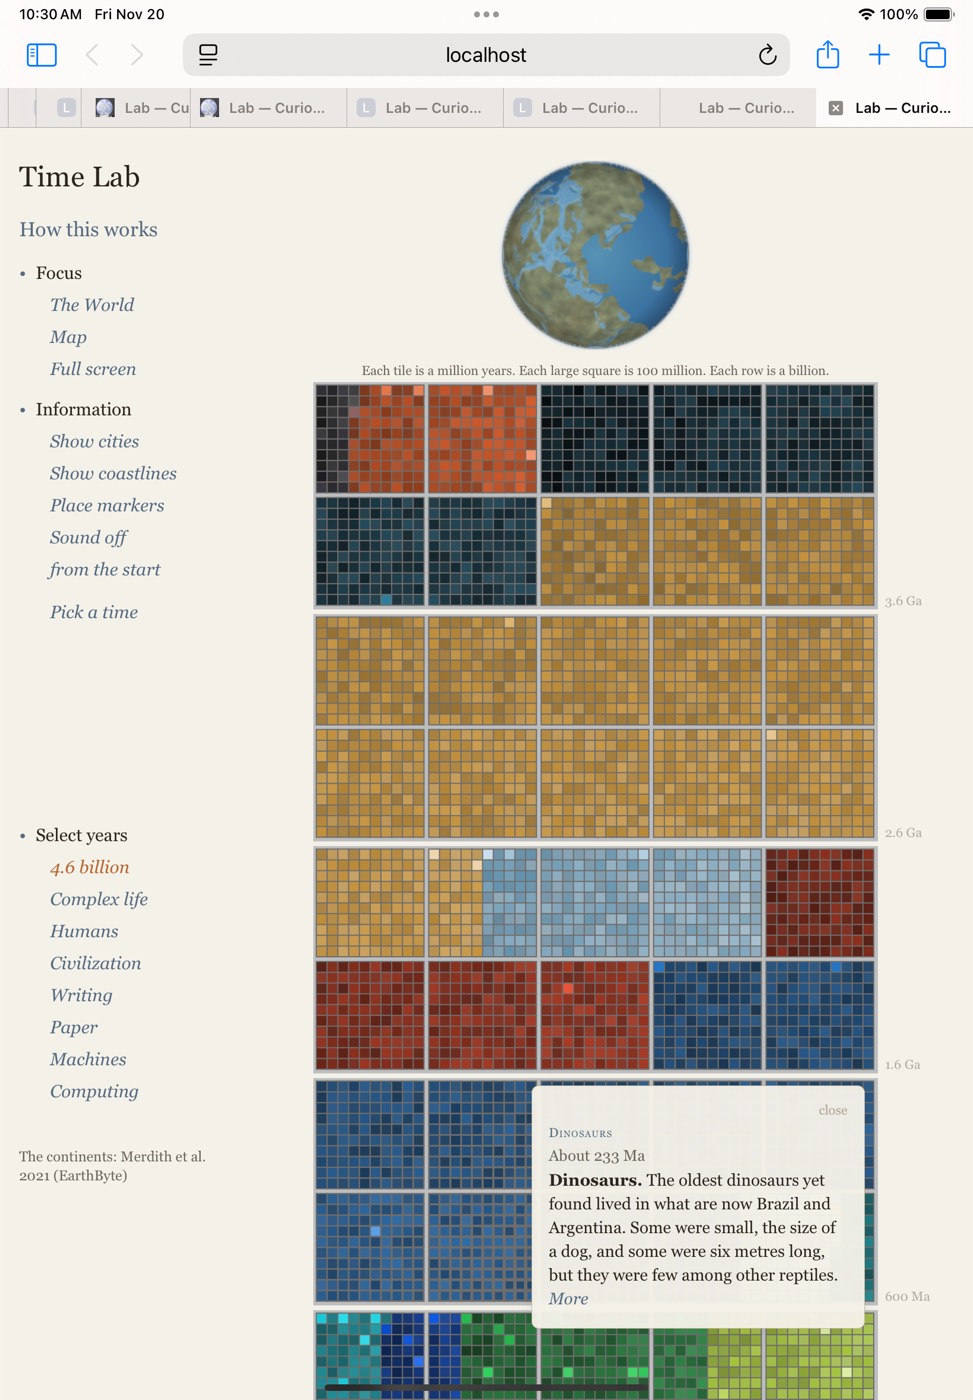 10:30 AM Fri Nov 20
100%
localhost
L
Lab — Cu
Lab — Curio...
L
Lab — Curio...
L
Lab — Curio...
Lab — Curio...
Lab — Curio...
Time Lab
How this works
• Focus
The World
Map
Full screen
• Information
Show cities
Show coastlines
Place markers
Sound off
from the start
Pick a time
• Select years
4.6 billion
Complex life
Humans
Civilization
Writing
Paper
Machines
Computing
The continents: Merdith et al.
2021 (EarthByte)
Each tile is a million years. Each large square is 100 million. Each row is a billion.
3.6 Ga
2.6 Ga
1.6 Ga
600 Ma
close
Dinosaurs
About 233 Ma
Dinosaurs. The oldest dinosaurs yet
found lived in what are now Brazil and
Argentina. Some were small, the size of
a dog, and some were six metres long,
but they were few among other reptiles.
More